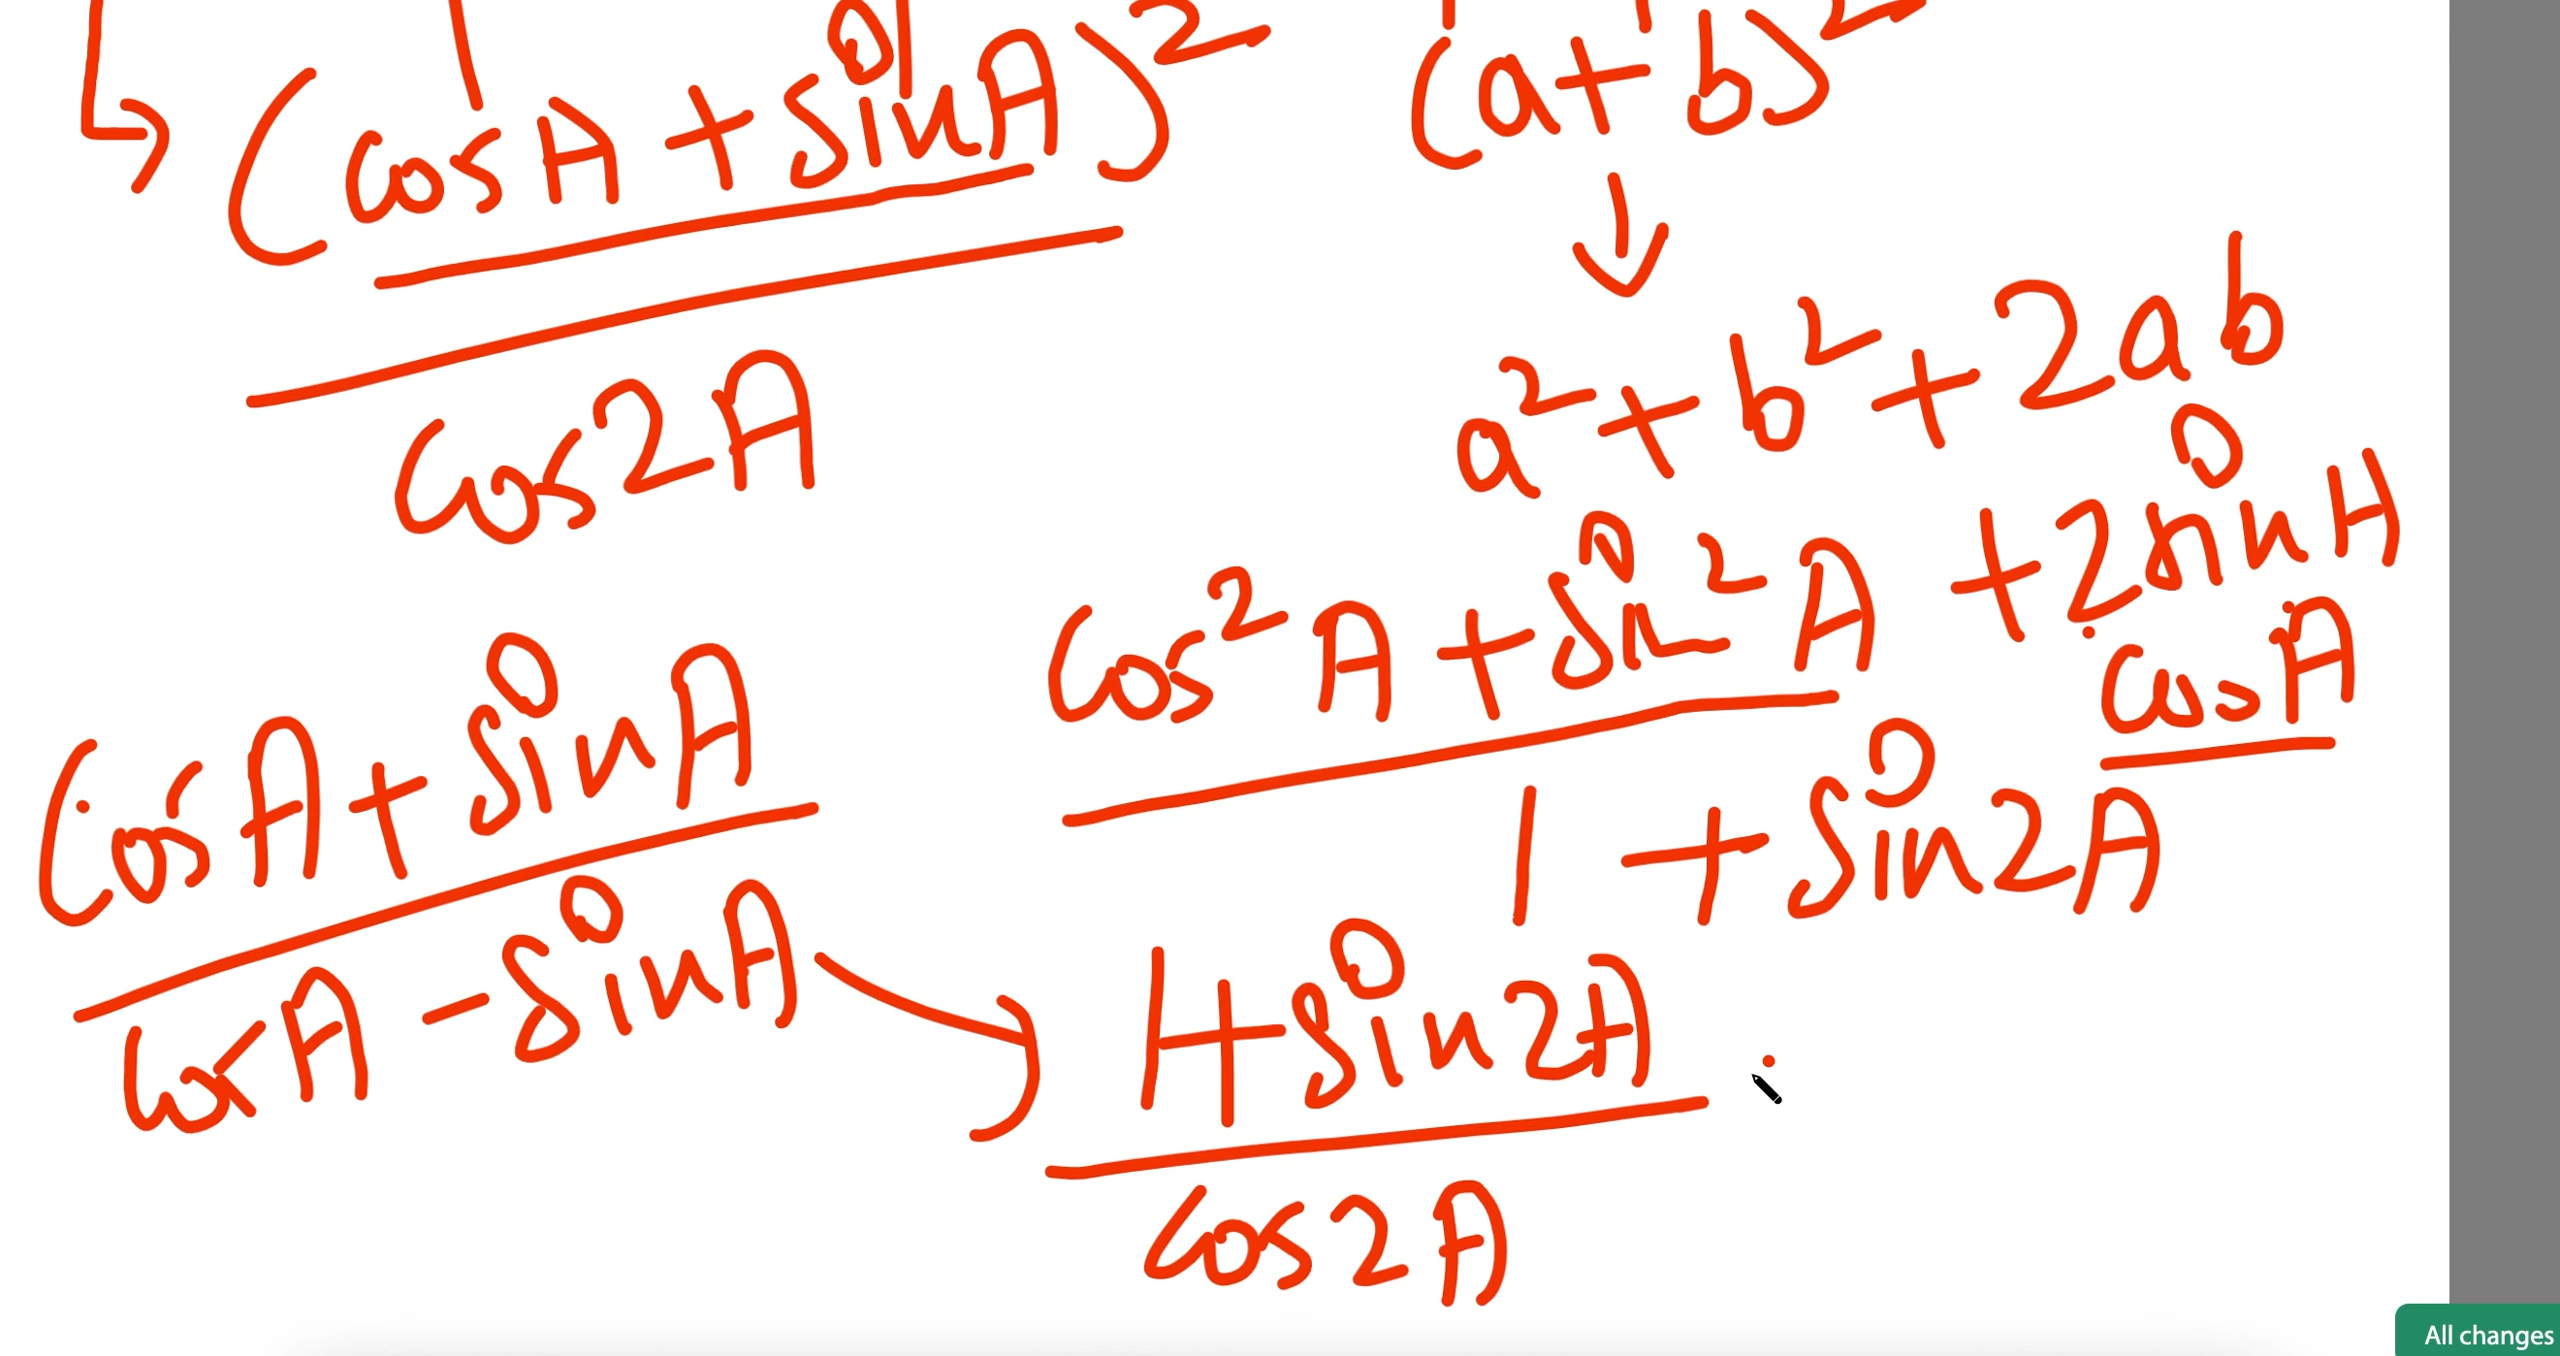 (cosA + sinA)²
cos2A
(a+b)²
a² + b² + 2ab
cos²A + sin²A + 2sinA
cosA
1 + sin2A
cosA + sinA
cosA - sinA
1+sin2A
cos2A
All changes